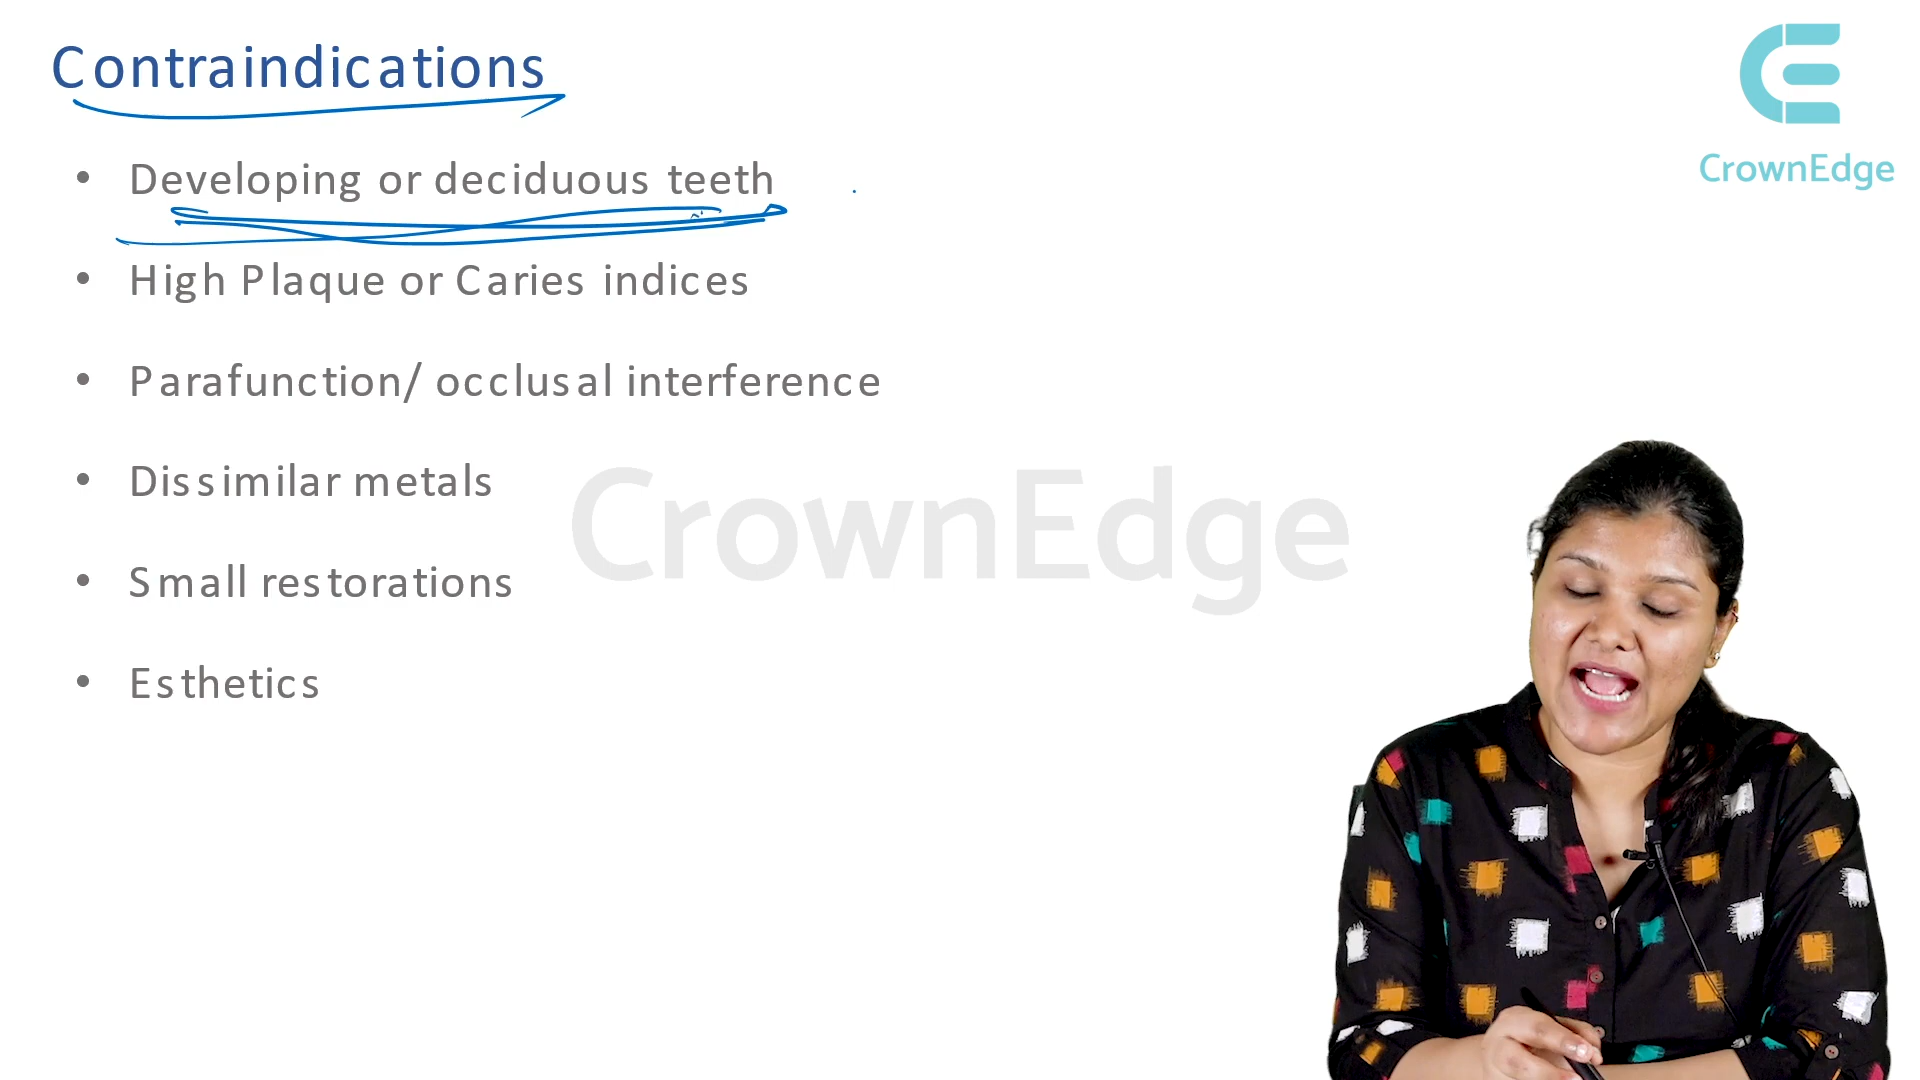 Contraindications
CrownEdge
• Developing or deciduous teeth
• High Plaque or Caries indices
• Parafunction/ occlusal interference
• Dissimilar metals
CrownEdge
• Small restorations
• Esthetics